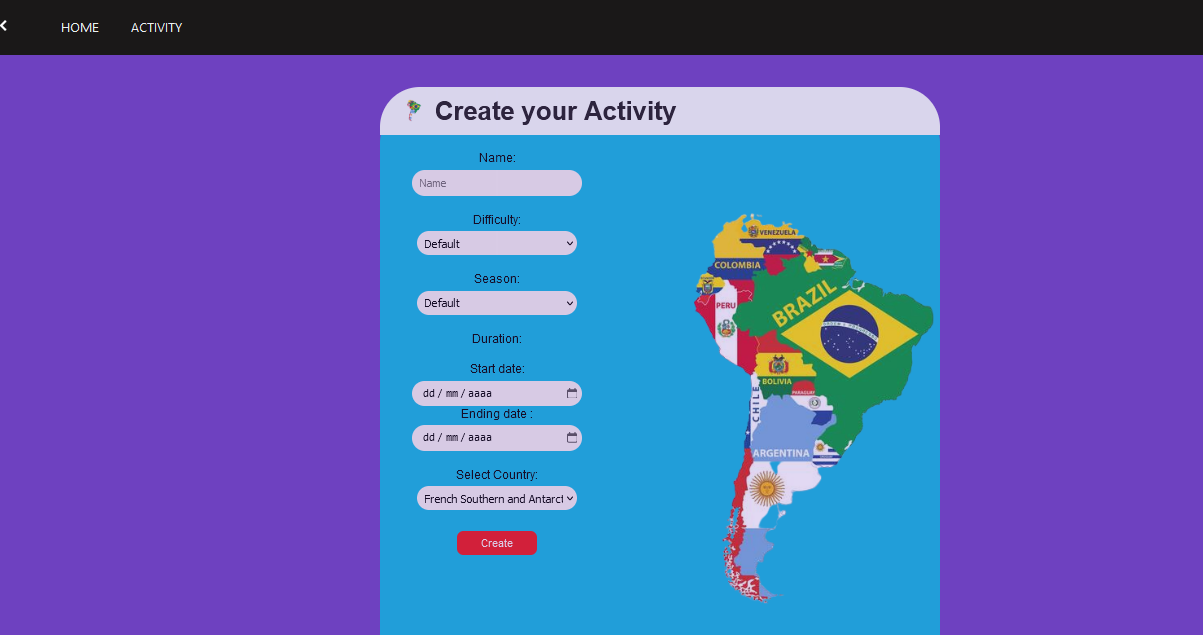 HOME ACTIVITY
Create your Activity
Name:
Name
Difficulty:
Default
Season:
Default
Duration:
Start date:
dd / mm / aaaa
Ending date :
dd / mm / aaaa
Select Country:
French Southern and Antarct
Create
VENEZUELA
COLOMBIA
BRAZIL
PERU
BOLIVIA
PARAGUAY
CHILE
ARGENTINA